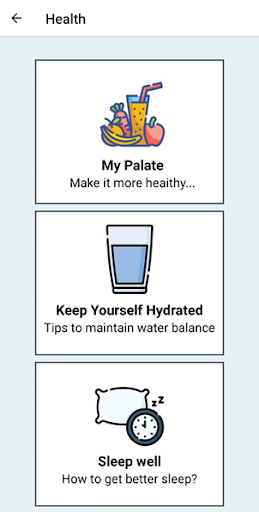 Health
My Palate
Make it more healthy...
Keep Yourself Hydrated
Tips to maintain water balance
zz
Sleep well
How to get better sleep?